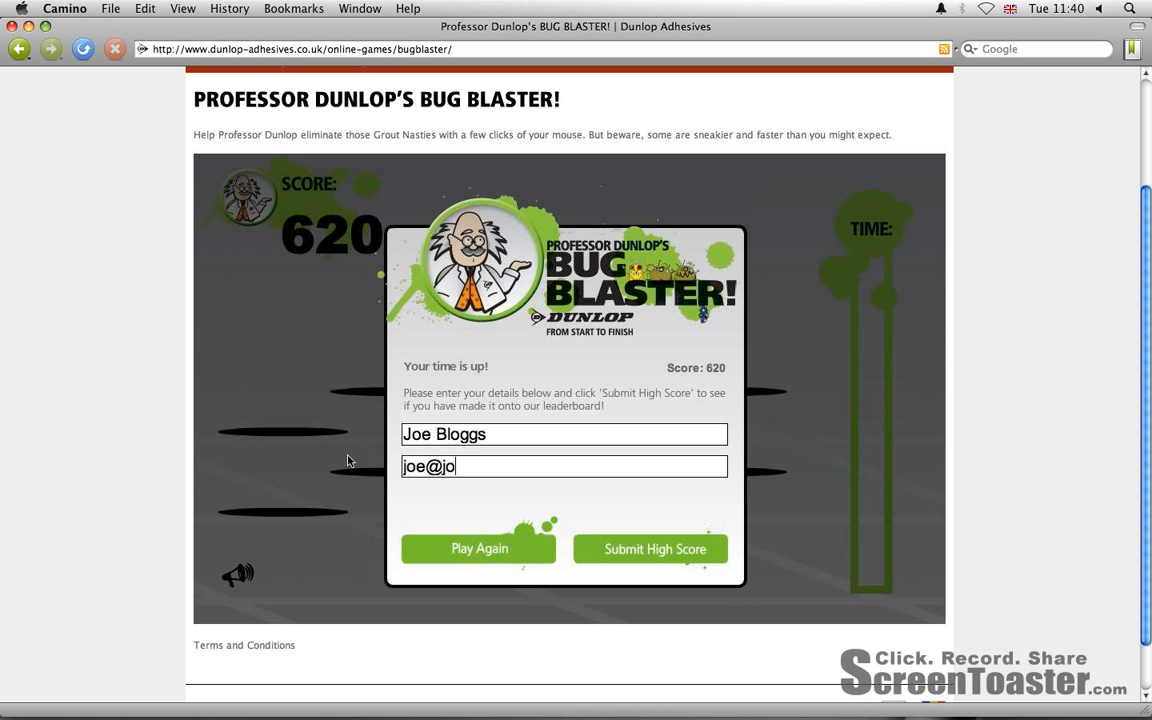 Camino File Edit View History Bookmarks Window Help Tue 11:40
Professor Dunlop's BUG BLASTER! | Dunlop Adhesives
http://www.dunlop-adhesives.co.uk/online-games/bugblaster/ Google
PROFESSOR DUNLOP'S BUG BLASTER!
Help Professor Dunlop eliminate those Grout Nasties with a few clicks of your mouse. But beware, some are sneakier and faster than you might expect.
SCORE:
620
TIME:
PROFESSOR DUNLOP'S
BUG
BLASTER!
DUNLOP
FROM START TO FINISH
Your time is up! Score: 620
Please enter your details below and click 'Submit High Score' to see
if you have made it onto our leaderboard!
Joe Bloggs
joe@jo
Play Again Submit High Score
Terms and Conditions
Click. Record. Share
ScreenToaster.com